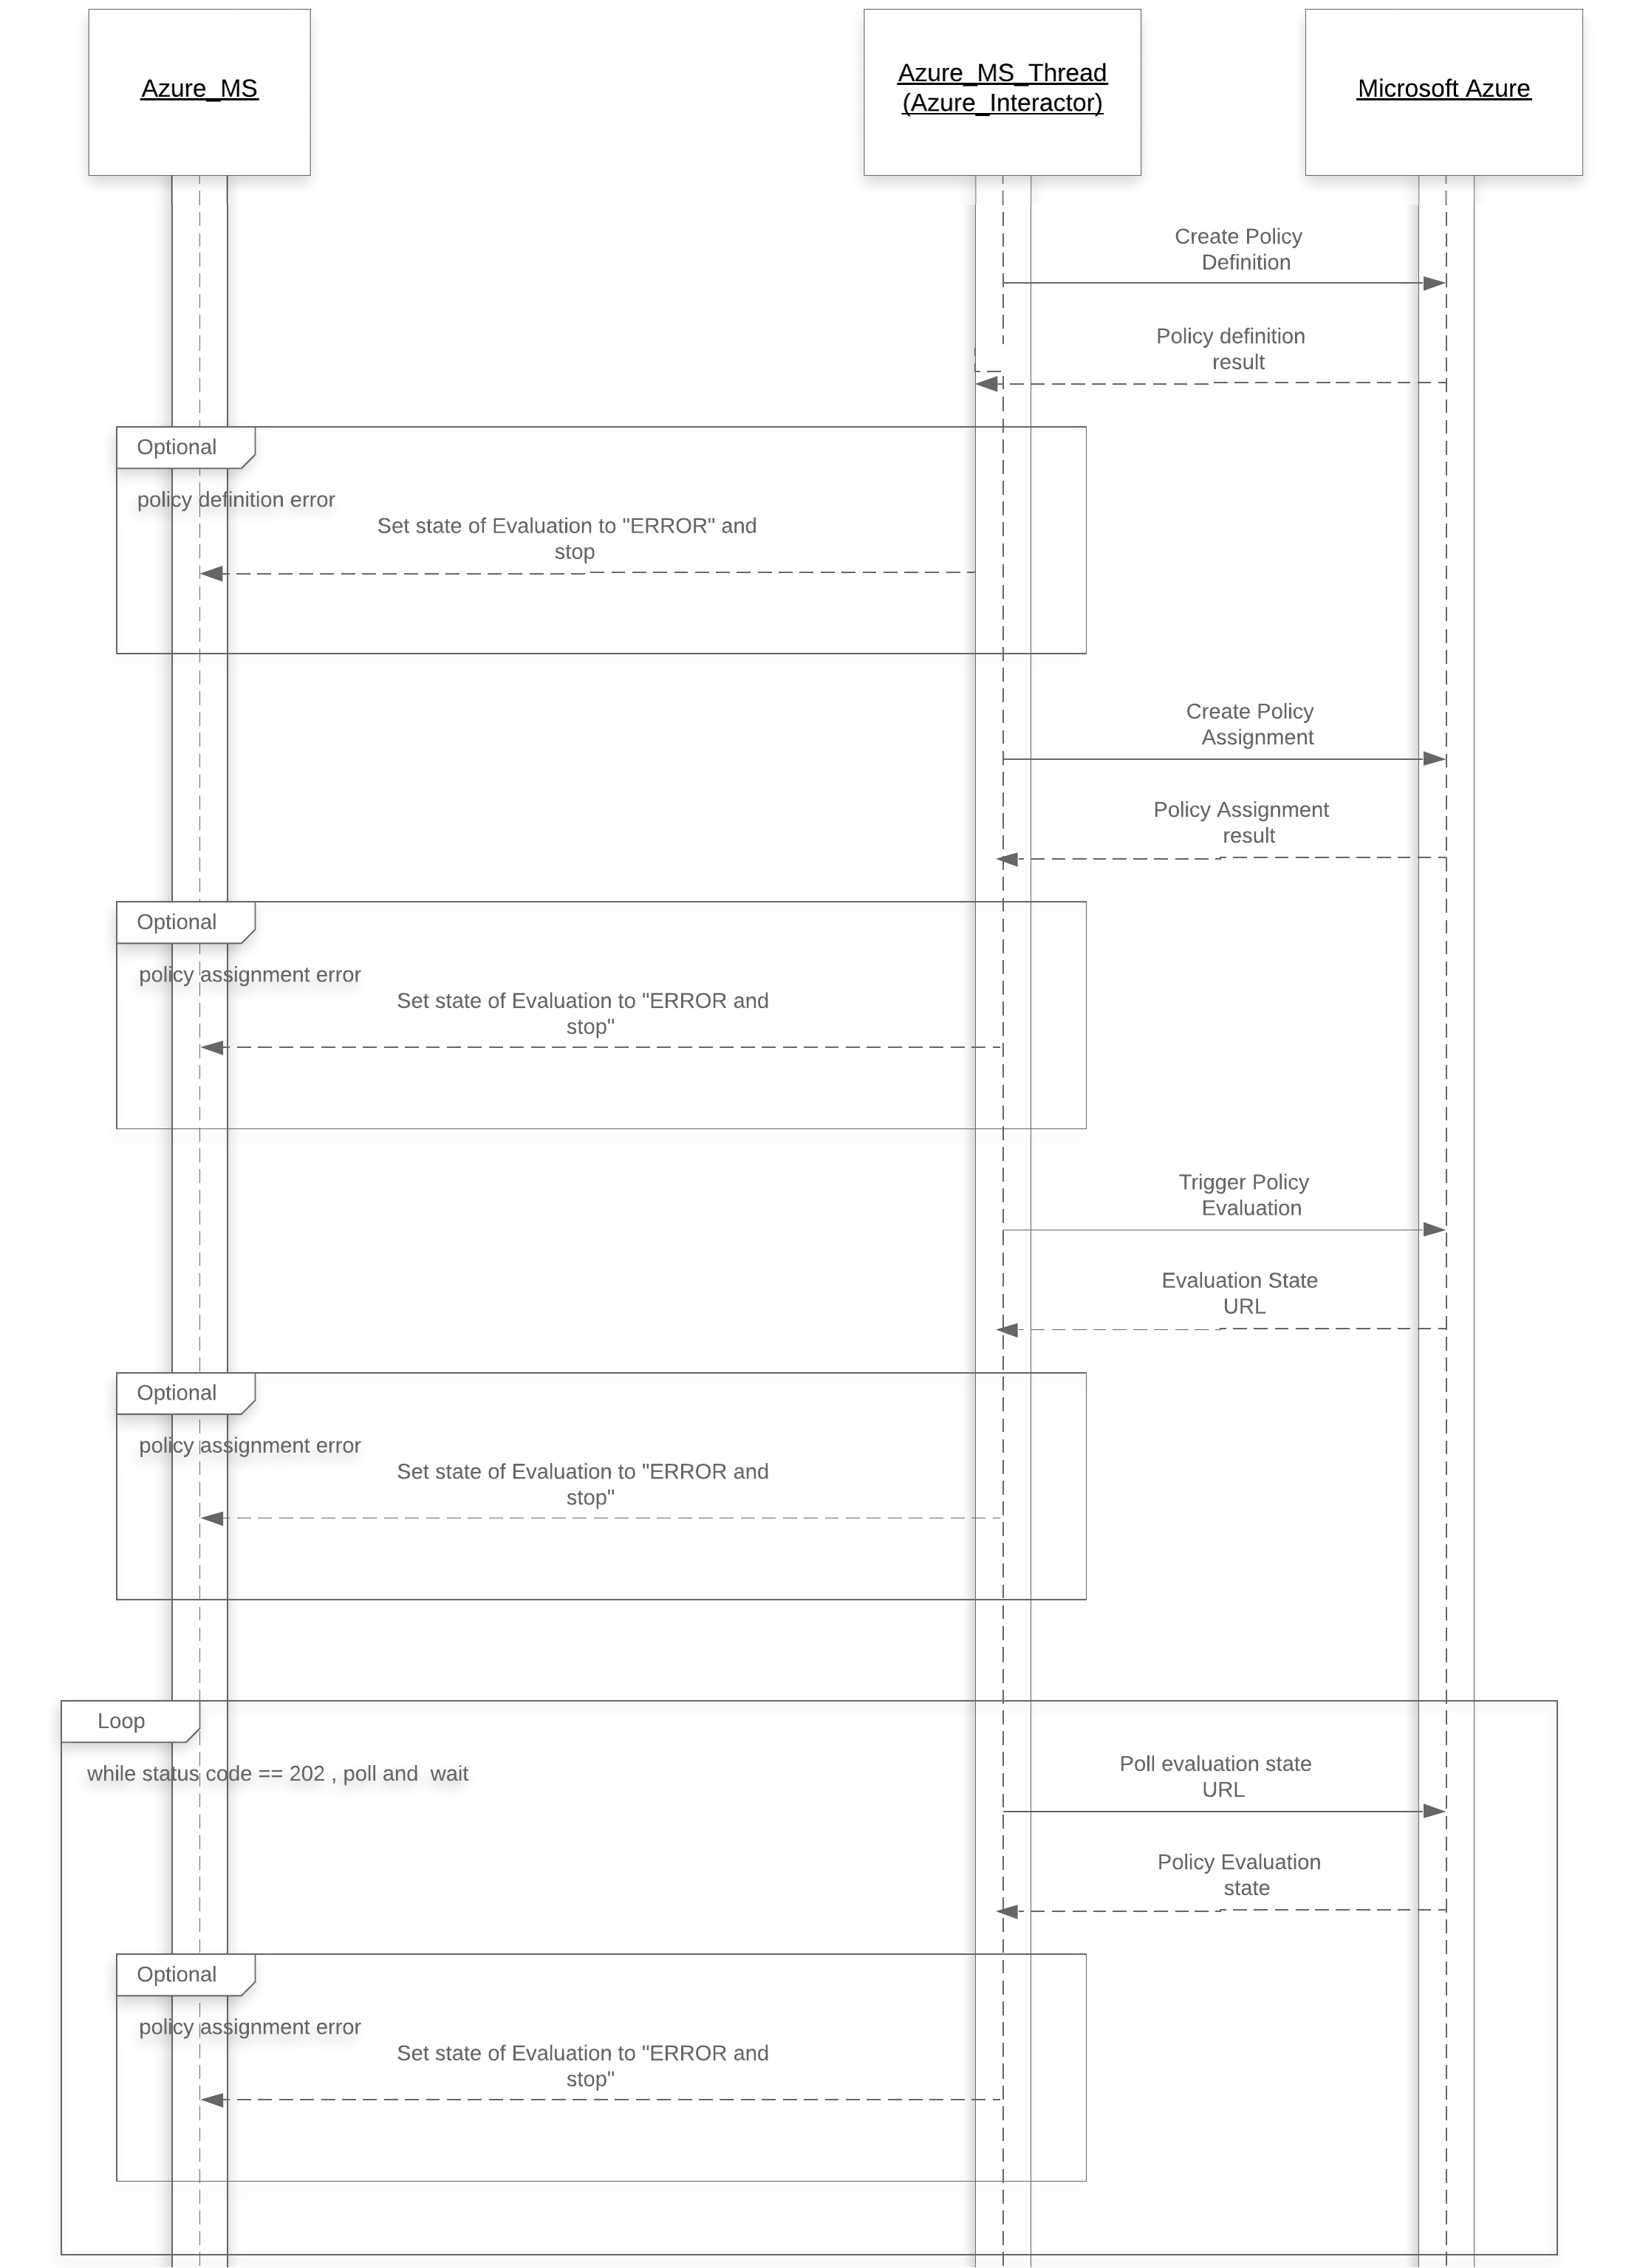 Azure_MS
Azure_MS_Thread
(Azure_Interactor)
Microsoft Azure
Create Policy
Definition
Policy definition
result
Optional
policy definition error
Set state of Evaluation to "ERROR" and
stop
Create Policy
Assignment
Policy Assignment
result
Optional
policy assignment error
Set state of Evaluation to "ERROR and
stop"
Trigger Policy
Evaluation
Evaluation State
URL
Optional
policy assignment error
Set state of Evaluation to "ERROR and
stop"
Loop
while status code == 202 , poll and  wait
Poll evaluation state
URL
Policy Evaluation
state
Optional
policy assignment error
Set state of Evaluation to "ERROR and
stop"